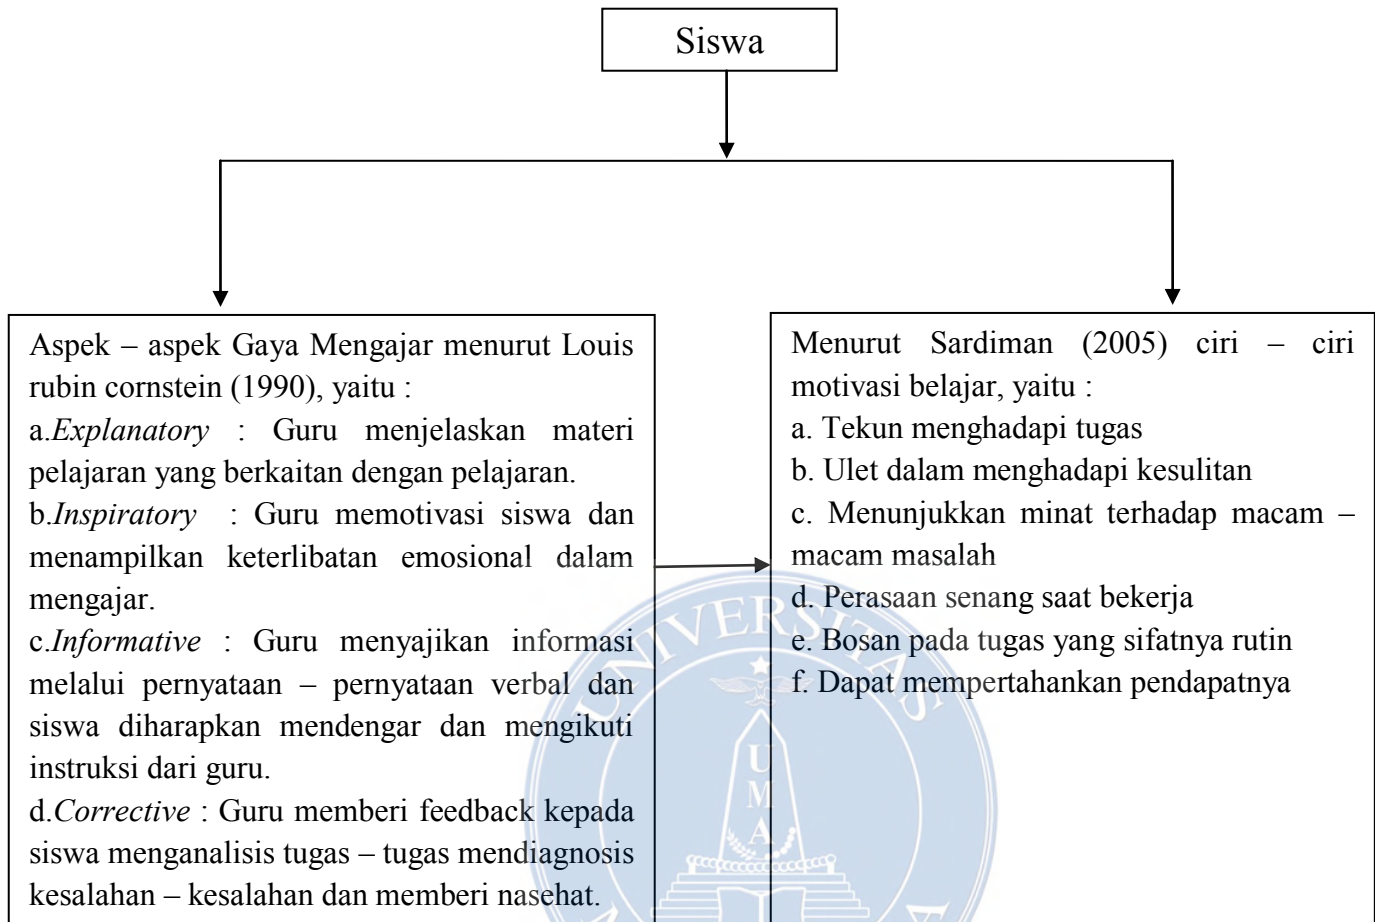 Siswa
Aspek – aspek Gaya Mengajar menurut Louis
rubin cornstein (1990), yaitu :
a.Explanatory : Guru menjelaskan materi
pelajaran yang berkaitan dengan pelajaran.
b.Inspiratory : Guru memotivasi siswa dan
menampilkan keterlibatan emosional dalam
mengajar.
c.Informative : Guru menyajikan informasi
melalui pernyataan – pernyataan verbal dan
siswa diharapkan mendengar dan mengikuti
instruksi dari guru.
d.Corrective : Guru memberi feedback kepada
siswa menganalisis tugas – tugas mendiagnosis
kesalahan – kesalahan dan memberi nasehat.
Menurut Sardiman (2005) ciri – ciri
motivasi belajar, yaitu :
a. Tekun menghadapi tugas
b. Ulet dalam menghadapi kesulitan
c. Menunjukkan minat terhadap macam –
macam masalah
d. Perasaan senang saat bekerja
e. Bosan pada tugas yang sifatnya rutin
f. Dapat mempertahankan pendapatnya
UNIVERSITAS
UMA